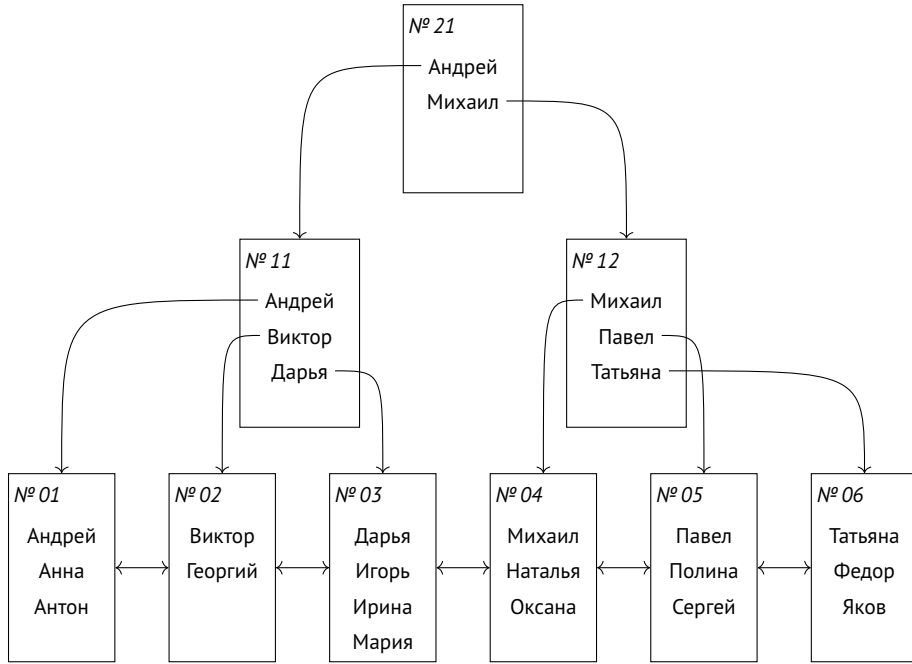 № 21
Андрей
Михаил
№ 11
Андрей
Виктор
Дарья
№ 12
Михаил
Павел
Татьяна
№ 01
Андрей
Анна
Антон
№ 02
Виктор
Георгий
№ 03
Дарья
Игорь
Ирина
Мария
№ 04
Михаил
Наталья
Оксана
№ 05
Павел
Полина
Сергей
№ 06
Татьяна
Федор
Яков